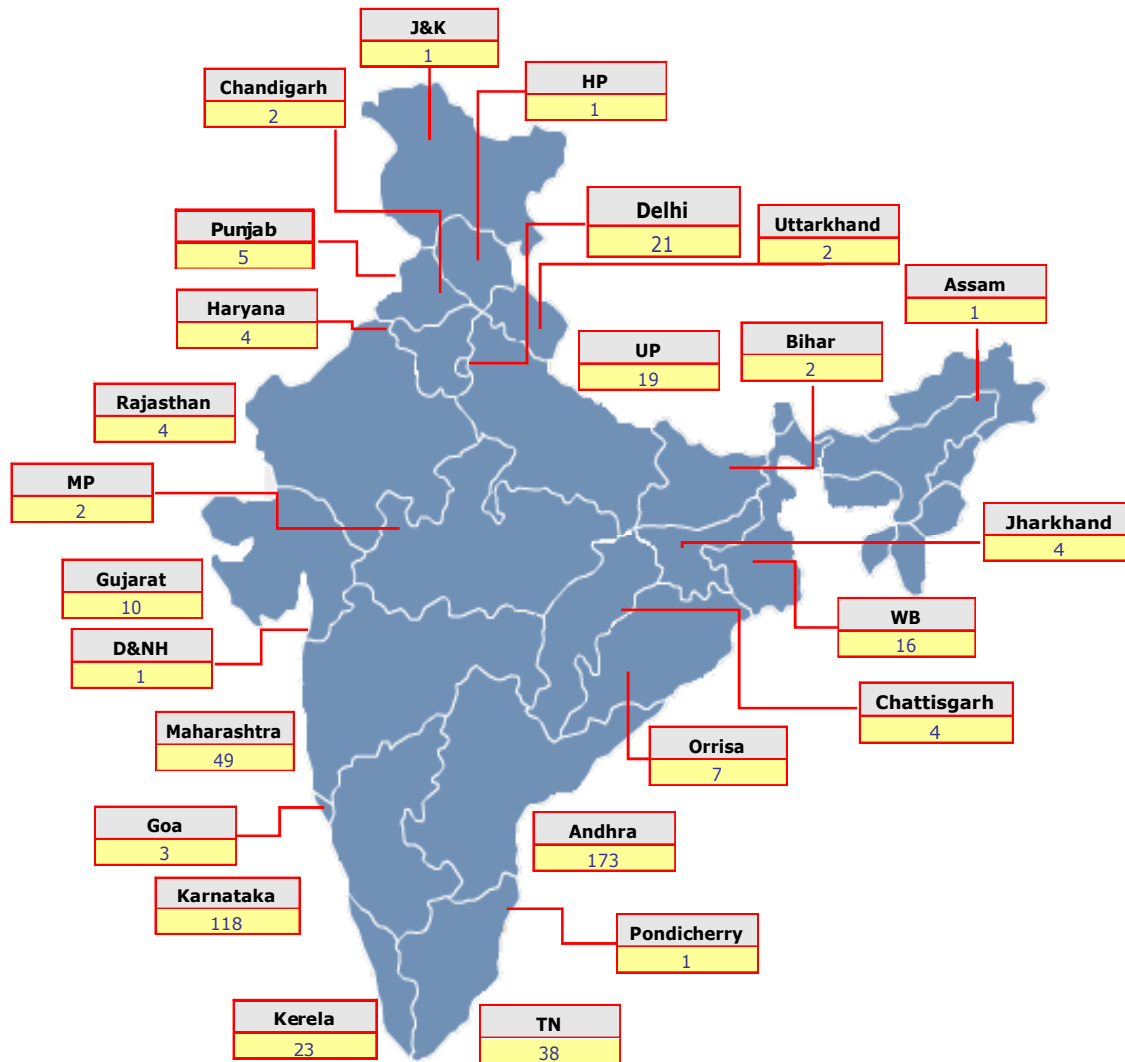 J&K
1
HP
1
Chandigarh
2
Delhi
21
Uttarkhand
2
Punjab
5
Assam
1
Haryana
4
Bihar
2
UP
19
Rajasthan
4
MP
2
Jharkhand
4
Gujarat
10
WB
16
D&NH
1
Chattisgarh
4
Maharashtra
49
Orrisa
7
Goa
3
Andhra
173
Karnataka
118
Pondicherry
1
Kerela
23
TN
38